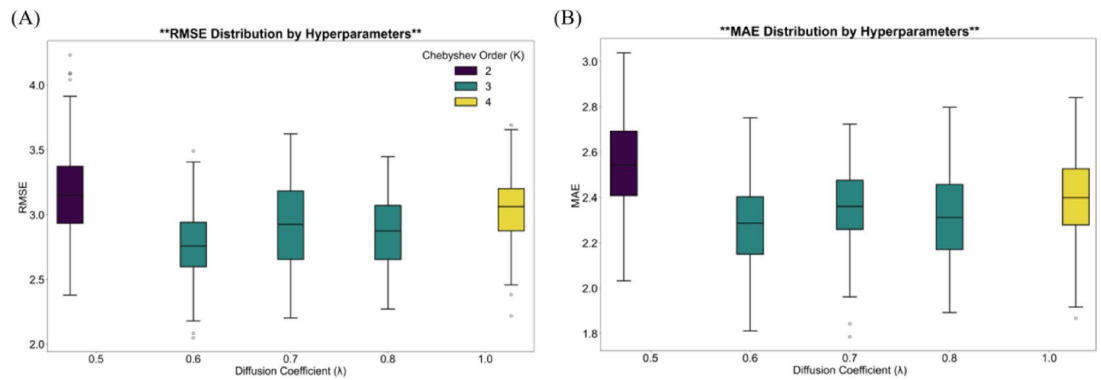 (A)
**RMSE Distribution by Hyperparameters**
Chebyshev Order (K)
2
3
4
RMSE
4.0
3.5
3.0
2.5
2.0
0.5 0.6 0.7 0.8 1.0
Diffusion Coefficient (λ)
(B)
**MAE Distribution by Hyperparameters**
MAE
3.0
2.8
2.6
2.4
2.2
2.0
1.8
0.5 0.6 0.7 0.8 1.0
Diffusion Coefficient (λ)